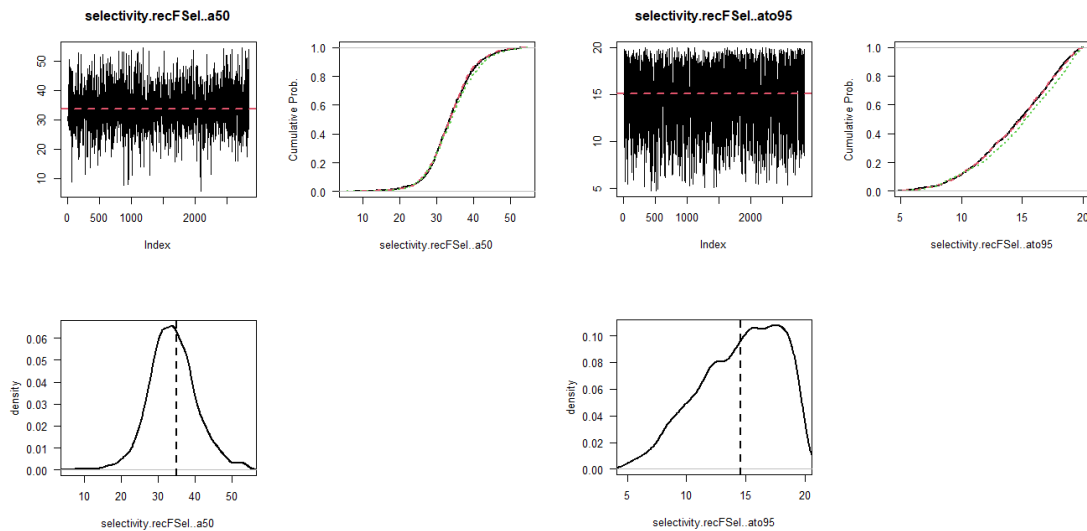 selectivity.recFSel..a50
50
40
30
20
10
0 500 1000 2000
Index
Cumulative Prob.
1.0
0.8
0.6
0.4
0.2
0.0
10 20 30 40 50
selectivity.recFSel..a50
selectivity.recFSel..ato95
20
15
10
5
0 500 1000 2000
Index
Cumulative Prob.
1.0
0.8
0.6
0.4
0.2
0.0
5 10 15 20
selectivity.recFSel..ato95
density
0.06
0.05
0.04
0.03
0.02
0.01
0.00
10 20 30 40 50
selectivity.recFSel..a50
density
0.10
0.08
0.06
0.04
0.02
0.00
5 10 15 20
selectivity.recFSel..ato95